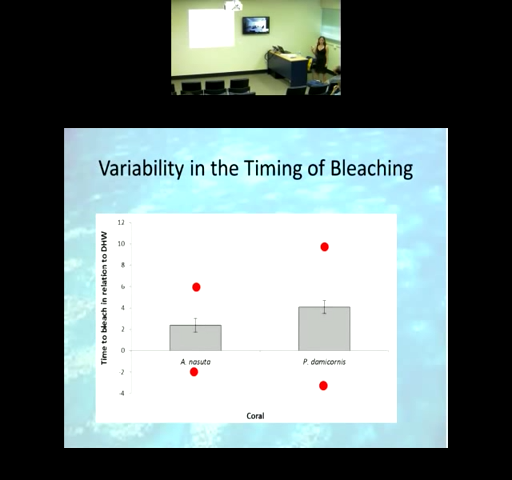 Variability in the Timing of Bleaching
Time to bleach in relation to DHW
12
10
8
6
4
2
0
-2
-4
A. nasuta
P. damicornis
Coral